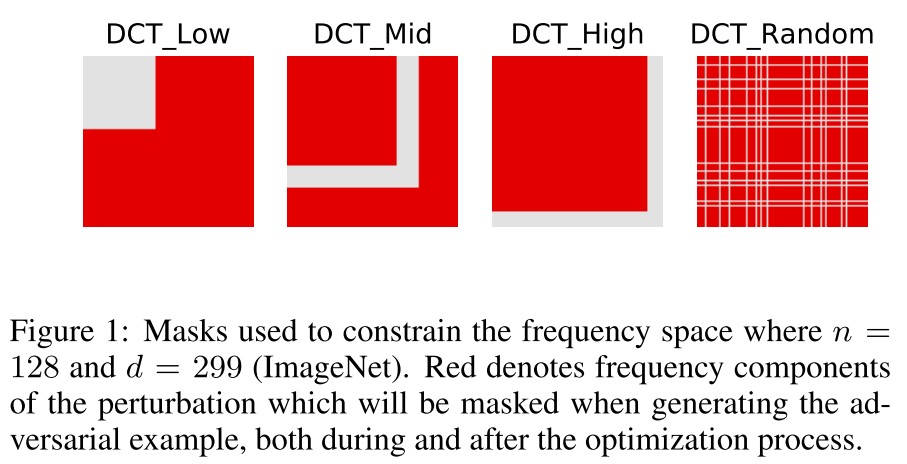 DCT_Low DCT_Mid DCT_High DCT_Random
Figure 1: Masks used to constrain the frequency space where n =
128 and d = 299 (ImageNet). Red denotes frequency components
of the perturbation which will be masked when generating the ad-
versarial example, both during and after the optimization process.